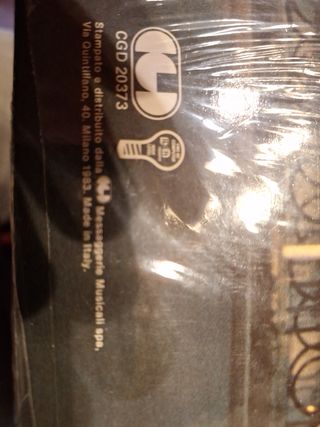 CGD 20373
Stampato e distribuito dalla Messaggerie Musicali spa,
Via Quintiliano, 40. Milano 1983. Made in Italy.